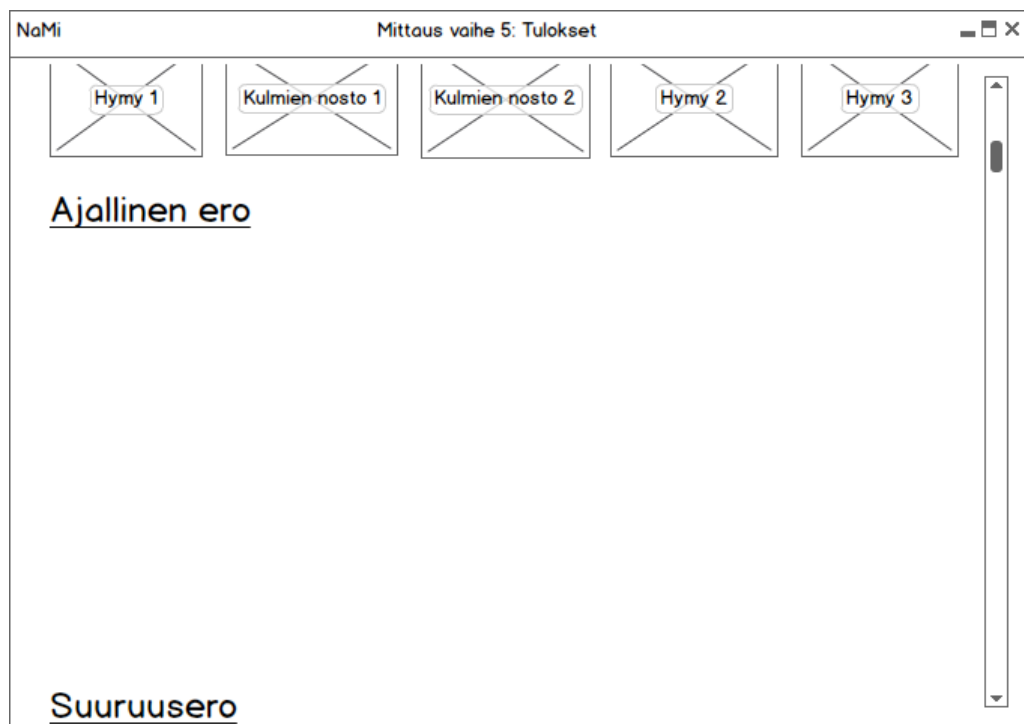 NaMi Mittaus vaihe 5: Tulokset
Hymy 1 Kulmien nosto 1 Kulmien nosto 2 Hymy 2 Hymy 3
Ajallinen ero
Suuruusero